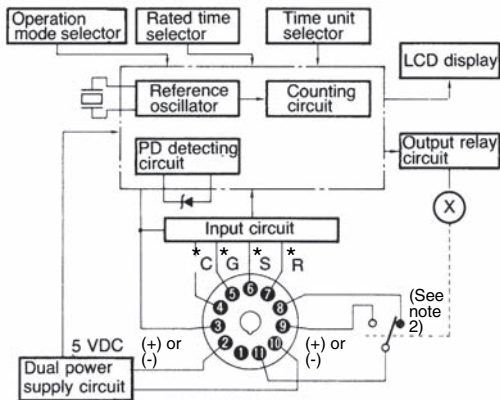 Operation
mode selector
Rated time
selector
Time unit
selector
LCD display
Reference
oscillator
Counting
circuit
PD detecting
circuit
Output relay
circuit
X
Input circuit
*C *G *S *R
6
5 7
4 8
3 9
2 10
1 11
(See
note
2)
5 VDC
(+) or
(-)
(+) or
(-)
Dual power
supply circuit